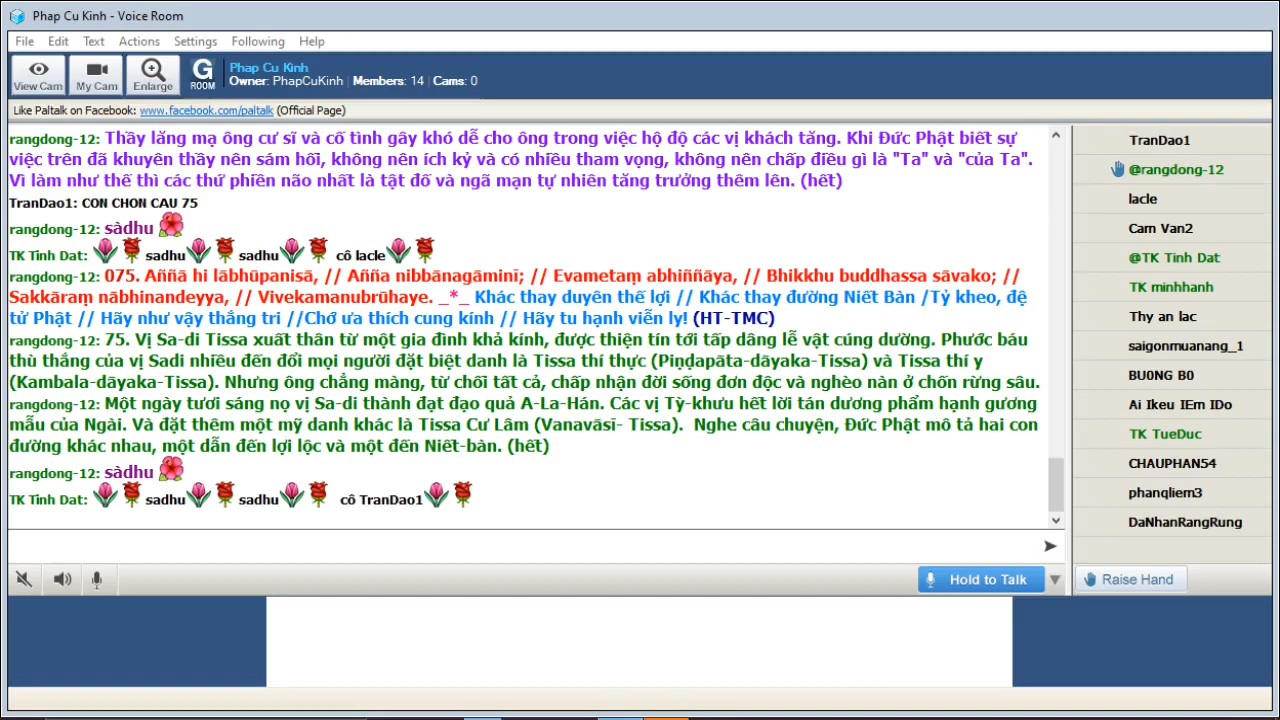 Phap Cu Kinh - Voice Room
File Edit Text Actions Settings Following Help
View Cam My Cam Enlarge G ROOM
Phap Cu Kinh
Owner: PhapCuKinh | Members: 14 | Cams: 0
Like Paltalk on Facebook: www.facebook.com/paltalk (Official Page)
rangdong-12: Thầy lăng mạ ông cư sĩ và cố tình gây khó dễ cho ông trong việc hộ độ các vị khách tăng. Khi Đức Phật biết sự
việc trên đã khuyên thầy nên sám hối, không nên ích kỷ và có nhiều tham vọng, không nên chấp điều gì là "Ta" và "của Ta".
Vì làm như thế thì các thứ phiền não nhất là tật đố và ngã mạn tự nhiên tăng trưởng thêm lên. (hết)
TranDao1: CON CHON CAU 75
rangdong-12: sàdhu
TK Tinh Dat: sadhu sadhu cô lacle
rangdong-12: 075. Aññā hi lābhūpanisā, // Aññā nibbānagāminī; // Evametaṃ abhiññāya, // Bhikkhu buddhassa sāvako; //
Sakkāraṃ nābhinandeyya, // Vivekamanubrūhaye. _*_ Khác thay duyên thế lợi // Khác thay đường Niết Bàn /Tỷ kheo, đệ
tử Phật // Hãy như vậy thắng tri //Chớ ưa thích cung kính // Hãy tu hạnh viễn ly! (HT-TMC)
rangdong-12: 75. Vị Sa-di Tissa xuất thân từ một gia đình khả kính, được thiện tín tới tấp dâng lễ vật cúng dường. Phước báu
thù thắng của vị Sadi nhiều đến đổi mọi người đặt biệt danh là Tissa thí thực (Piṇḍapāta-dāyaka-Tissa) và Tissa thí y
(Kambala-dāyaka-Tissa). Nhưng ông chẳng màng, từ chối tất cả, chấp nhận đời sống đơn độc và nghèo nàn ở chốn rừng sâu.
rangdong-12: Một ngày tươi sáng nọ vị Sa-di thành đạt đạo quả A-La-Hán. Các vị Tỳ-khưu hết lời tán dương phẩm hạnh gương
mẫu của Ngài. Và đặt thêm một mỹ danh khác là Tissa Cư Lâm (Vanavāsī- Tissa). Nghe câu chuyện, Đức Phật mô tả hai con
đường khác nhau, một dẫn đến lợi lộc và một đến Niết-bàn. (hết)
rangdong-12: sàdhu
TK Tinh Dat: sadhu sadhu cô TranDao1
Hold to Talk
TranDao1
@rangdong-12
lacle
Cam Van2
@TK Tinh Dat
TK minhhanh
Thy an lac
saigonmuanang_1
BU0NG B0
Ai Ikeu IEm IDo
TK TueDuc
CHAUPHAN54
phanqliem3
DaNhanRangRung
Raise Hand